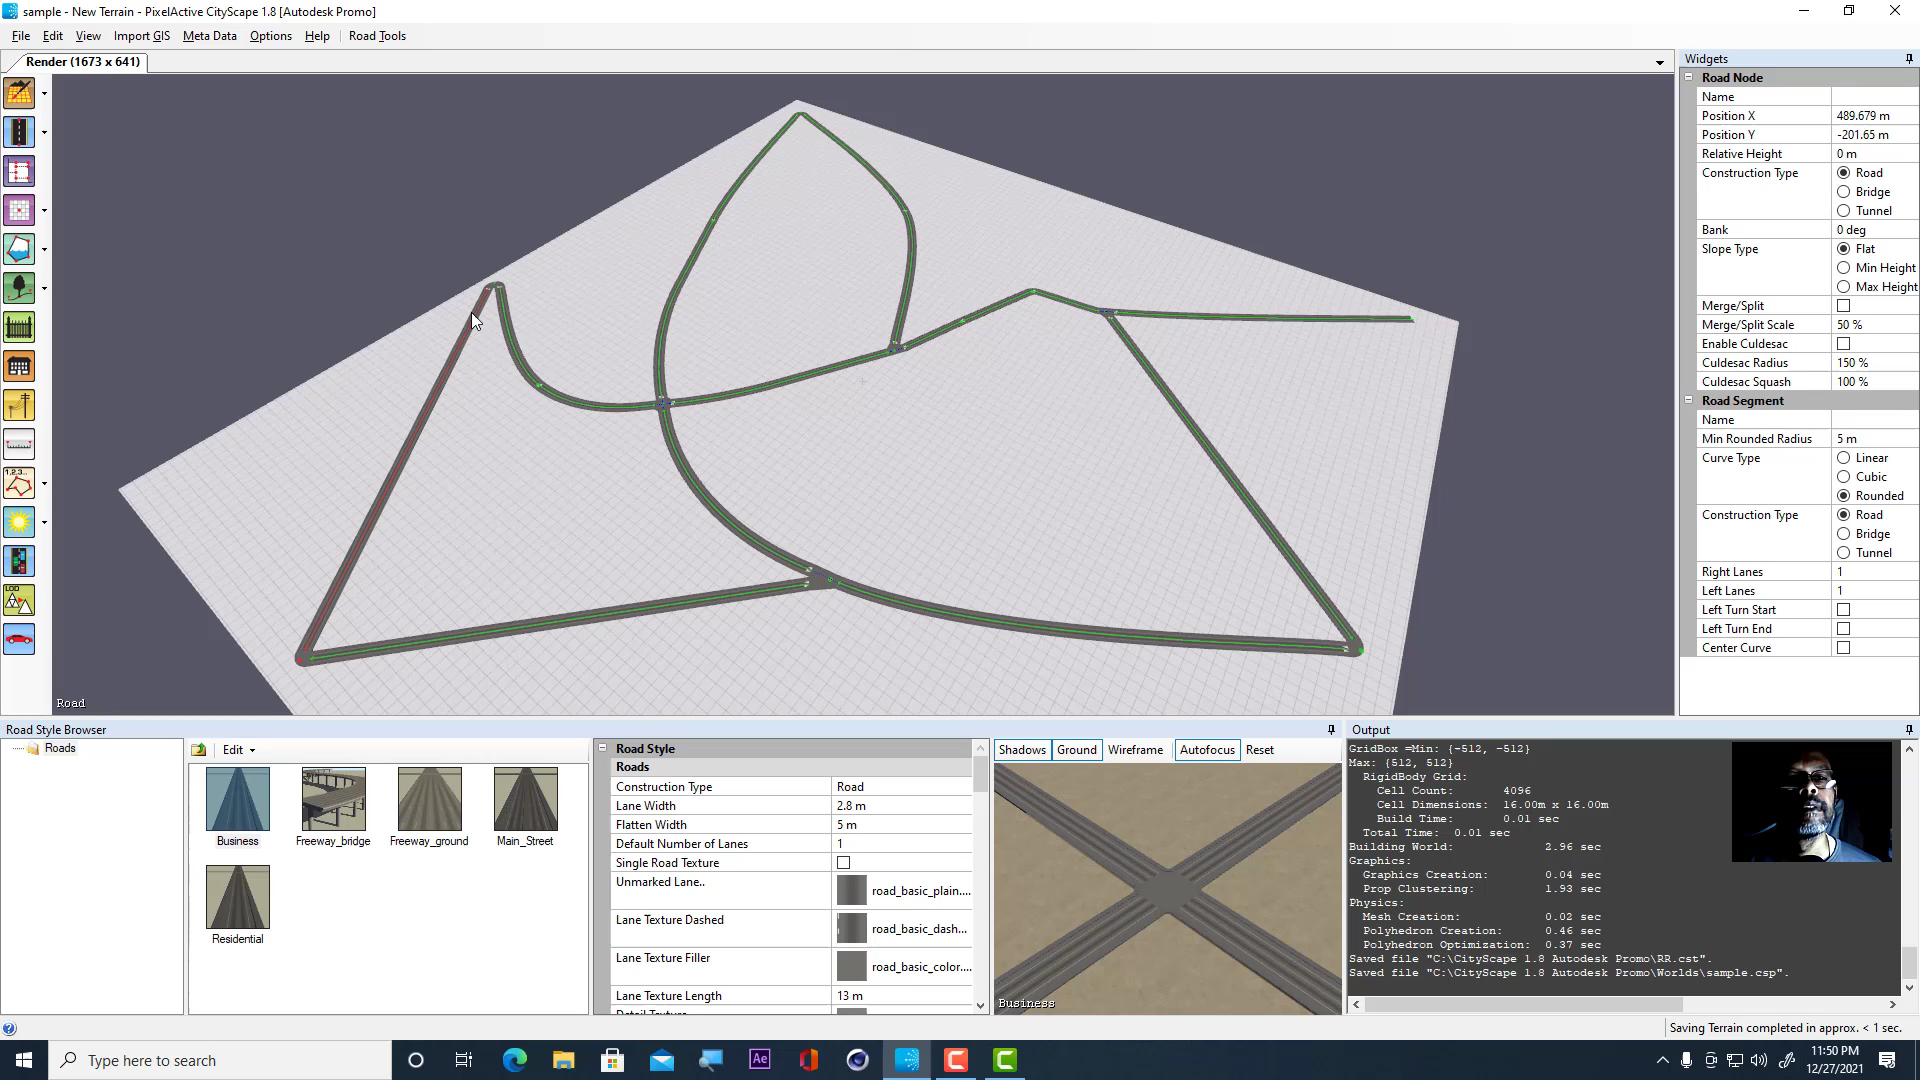 sample - New Terrain - PixelActive CityScape 1.8 [Autodesk Promo]
File Edit View Import GIS Meta Data Options Help Road Tools
Render (1673 x 641)
1,2,3...
LOD
Road
Widgets
Road Node
Name
Position X 489.679 m
Position Y -201.65 m
Relative Height 0 m
Construction Type Road
Bridge
Tunnel
Bank 0 deg
Slope Type Flat
Min Height
Max Height
Merge/Split
Merge/Split Scale 50 %
Enable Culdesac
Culdesac Radius 150 %
Culdesac Squash 100 %
Road Segment
Name
Min Rounded Radius 5 m
Curve Type Linear
Cubic
Rounded
Construction Type Road
Bridge
Tunnel
Right Lanes 1
Left Lanes 1
Left Turn Start
Left Turn End
Center Curve
Road Style Browser
Roads
Edit
Business Freeway_bridge Freeway_ground Main_Street
Residential
Road Style
Roads
Construction Type Road
Lane Width 2.8 m
Flatten Width 5 m
Default Number of Lanes 1
Single Road Texture
Unmarked Lane.. road_basic_plain....
Lane Texture Dashed road_basic_dash...
Lane Texture Filler road_basic_color....
Lane Texture Length 13 m
Detail Texture
Shadows Ground Wireframe Autofocus Reset
Business
Output
GridBox =Min: {-512, -512}
Max: {512, 512}
RigidBody Grid:
Cell Count: 4096
Cell Dimensions: 16.00m x 16.00m
Build Time: 0.01 sec
Total Time: 0.01 sec
Building World: 2.96 sec
Graphics:
Graphics Creation: 0.04 sec
Prop Clustering: 1.93 sec
Physics:
Mesh Creation: 0.02 sec
Polyhedron Creation: 0.46 sec
Polyhedron Optimization: 0.37 sec
Saved file "C:\CityScape 1.8 Autodesk Promo\RR.cst".
Saved file "C:\CityScape 1.8 Autodesk Promo\Worlds\sample.csp".
Saving Terrain completed in approx. < 1 sec.
Type here to search
Ae
11:50 PM
12/27/2021